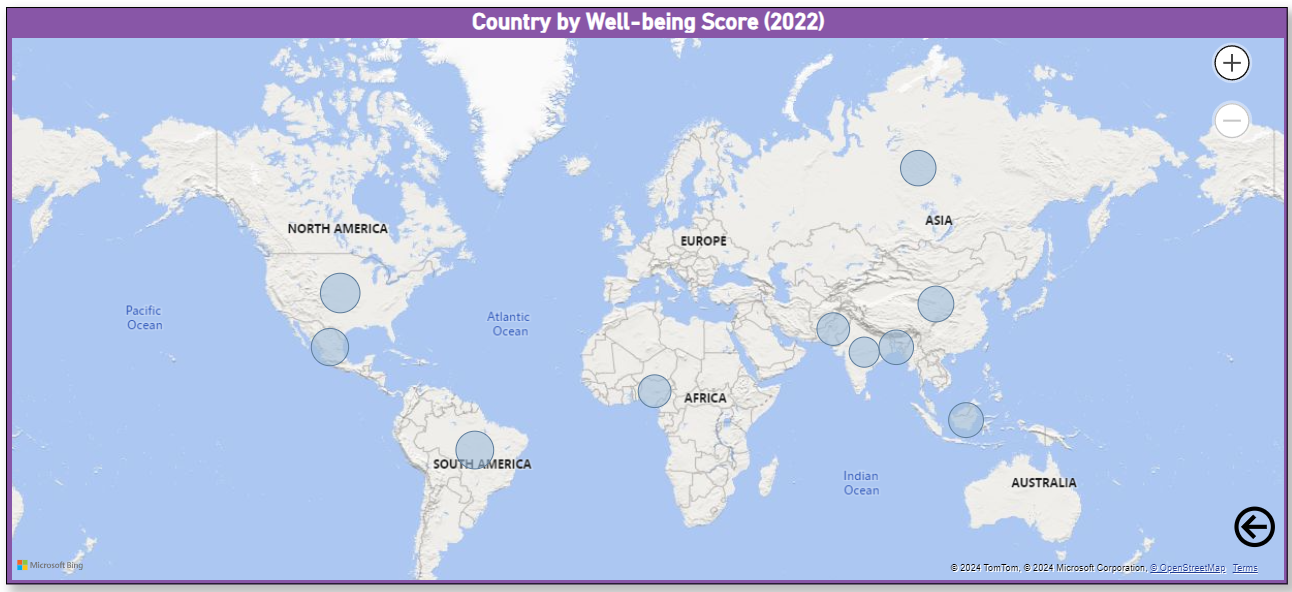 Country by Well-being Score (2022)
NORTH AMERICA
ASIA
EUROPE
Pacific
Ocean
Atlantic
Ocean
AFRICA
SOUTH AMERICA
Indian
Ocean
AUSTRALIA
Microsoft Bing
© 2024 TomTom, © 2024 Microsoft Corporation, © OpenStreetMap Terms